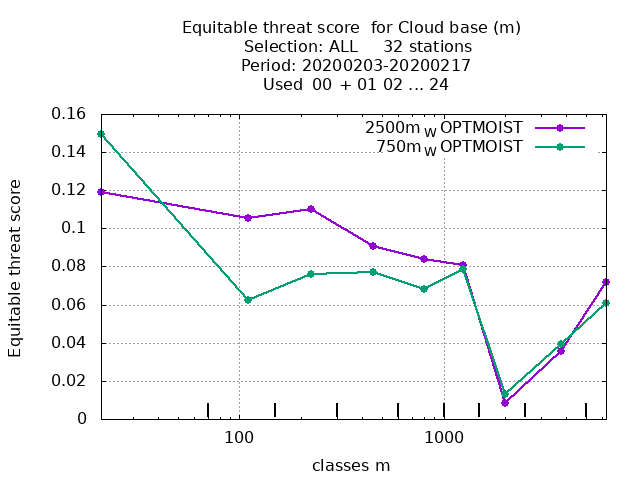 Equitable threat score  for Cloud base (m)
Selection: ALL     32 stations
Period: 20200203-20200217
Used  00 + 01 02 ... 24
2500m W OPTMOIST
750m W OPTMOIST
0.16
0.14
0.12
0.1
0.08
0.06
0.04
0.02
0
Equitable threat score
100
1000
classes m